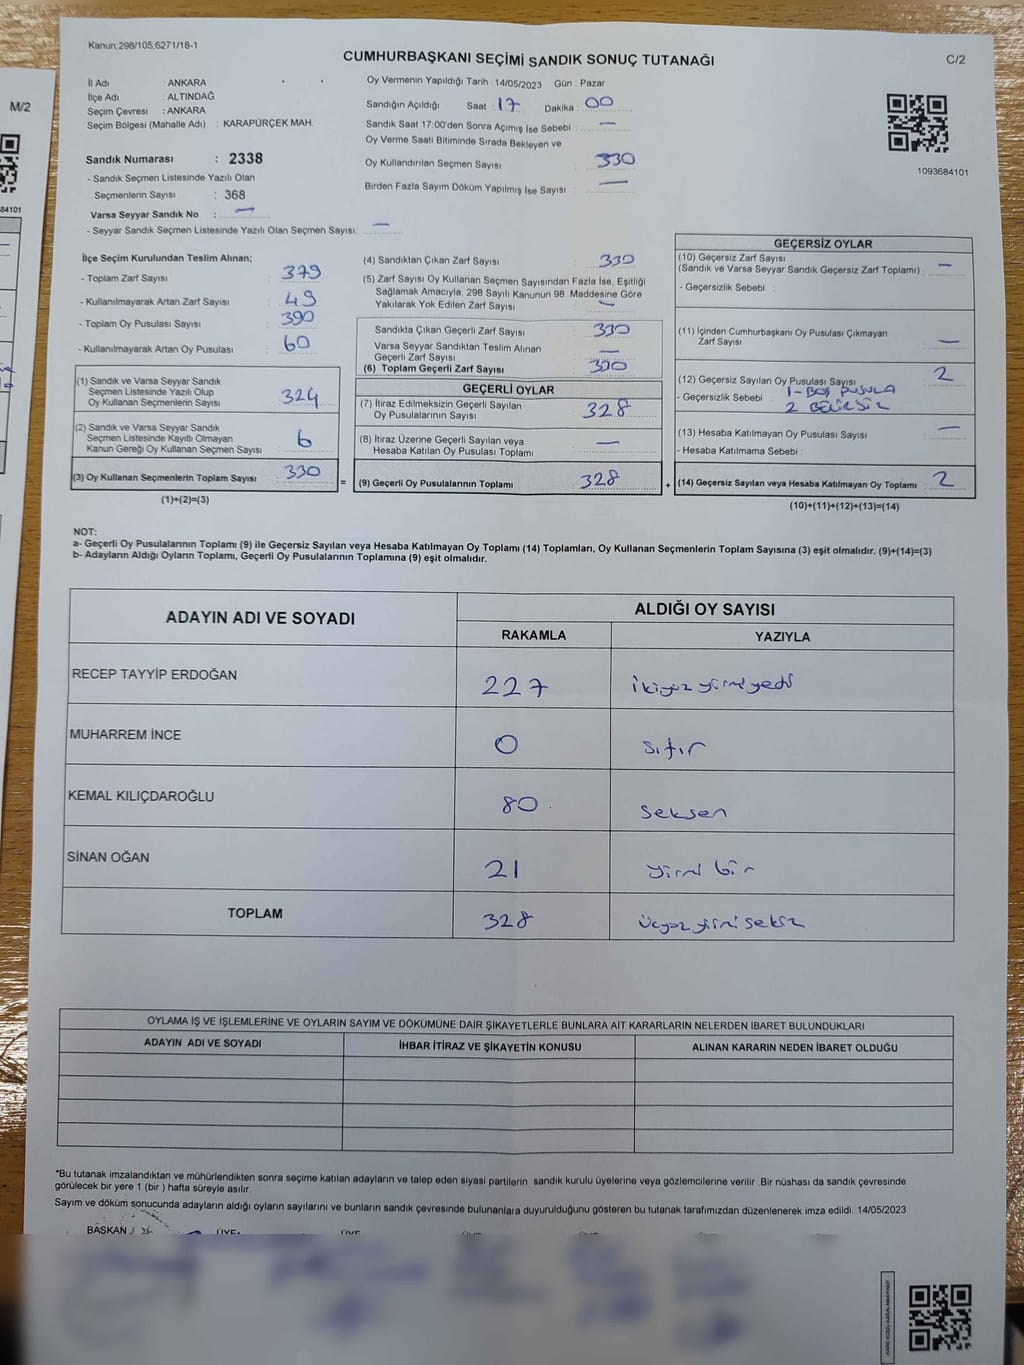 M/2
84101
Kanun,298/105;6271/18-1
CUMHURBAŞKANI SEÇİMİ SANDIK SONUÇ TUTANAĞI
C/2
İl Adı : ANKARA
İlçe Adı : ALTINDAĞ
Seçim Çevresi : ANKARA
Seçim Bölgesi (Mahalle Adı) : KARAPÜRÇEK MAH.
Sandık Numarası : 2338
- Sandık Seçmen Listesinde Yazılı Olan
Seçmenlerin Sayısı : 368
Varsa Seyyar Sandık No : —
- Seyyar Sandık Seçmen Listesinde Yazılı Olan Seçmen Sayısı: —
Oy Vermenin Yapıldığı Tarih : 14/05/2023 Gün : Pazar
Sandığın Açıldığı Saat : 17 Dakika : 00
Sandık Saat 17:00'den Sonra Açımış İse Sebebi : —
Oy Verme Saati Bitiminde Sırada Bekleyen ve
Oy Kullandırılan Seçmen Sayısı : 330
Birden Fazla Sayım Döküm Yapılmış İse Sayısı : —
1093684101
İlçe Seçim Kurulundan Teslim Alınan;
- Toplam Zarf Sayısı : 379
- Kullanılmayarak Artan Zarf Sayısı : 49
- Toplam Oy Pusulası Sayısı : 390
- Kullanılmayarak Artan Oy Pusulası : 60
(1) Sandık ve Varsa Seyyar Sandık
Seçmen Listesinde Yazılı Olup
Oy Kullanan Seçmenlerin Sayısı : 324
(2) Sandık ve Varsa Seyyar Sandık
Seçmen Listesinde Kayıtlı Olmayan
Kanun Gereği Oy Kullanan Seçmen Sayısı : 6
(3) Oy Kullanan Seçmenlerin Toplam Sayısı : 330
(1)+(2)=(3)
(4) Sandıktan Çıkan Zarf Sayısı : 330
(5) Zarf Sayısı Oy Kullanan Seçmen Sayısından Fazla İse, Eşitliği
Sağlamak Amacıyla; 298 Sayılı Kanunun 98. Maddesine Göre
Yakılarak Yok Edilen Zarf Sayısı : —
Sandıkta Çıkan Geçerli Zarf Sayısı : 330
Varsa Seyyar Sandıktan Teslim Alınan
Geçerli Zarf Sayısı : —
(6) Toplam Geçerli Zarf Sayısı : 330
GEÇERLİ OYLAR
(7) İtiraz Edilmeksizin Geçerli Sayılan
Oy Pusulalarının Sayısı : 328
(8) İtiraz Üzerine Geçerli Sayılan veya
Hesaba Katılan Oy Pusulası Toplamı : —
= (9) Geçerli Oy Pusulalarının Toplamı : 328
GEÇERSİZ OYLAR
(10) Geçersiz Zarf Sayısı : —
(Sandık ve Varsa Seyyar Sandık Geçersiz Zarf Toplamı)
- Geçersizlik Sebebi :
(11) İçinden Cumhurbaşkanı Oy Pusulası Çıkmayan
Zarf Sayısı : —
(12) Geçersiz Sayılan Oy Pusulası Sayısı : 2
- Geçersizlik Sebebi : 1- BOŞ PUSULA
2 BELİRSİZ
(13) Hesaba Katılmayan Oy Pusulası Sayısı : —
- Hesaba Katılmama Sebebi :
+ (14) Geçersiz Sayılan veya Hesaba Katılmayan Oy Toplamı : 2
(10)+(11)+(12)+(13)=(14)
NOT:
a- Geçerli Oy Pusulalarının Toplamı (9) ile Geçersiz Sayılan veya Hesaba Katılmayan Oy Toplamı (14) Toplamları, Oy Kullanan Seçmenlerin Toplam Sayısına (3) eşit olmalıdır. (9)+(14)=(3)
b- Adayların Aldığı Oyların Toplamı, Geçerli Oy Pusulalarının Toplamına (9) eşit olmalıdır.
ADAYIN ADI VE SOYADI
ALDIĞI OY SAYISI
RAKAMLA YAZIYLA
RECEP TAYYİP ERDOĞAN 227 ikiyüz yirmi yedi
MUHARREM İNCE 0 sıfır
KEMAL KILIÇDAROĞLU 80 seksen
SİNAN OĞAN 21 yirmi bir
TOPLAM 328 üçyüz yirmi sekiz
OYLAMA İŞ VE İŞLEMLERİNE VE OYLARIN SAYIM VE DÖKÜMÜNE DAİR ŞİKAYETLERLE BUNLARA AİT KARARLARIN NELERDEN İBARET BULUNDUKLARI
ADAYIN ADI VE SOYADI İHBAR İTİRAZ VE ŞİKAYETİN KONUSU ALINAN KARARIN NEDEN İBARET OLDUĞU
*Bu tutanak imzalandıktan ve mühürlendikten sonra seçime katılan adayların ve talep eden siyasi partilerin sandık kurulu üyelerine veya gözlemcilerine verilir .Bir nüshası da sandık çevresinde
görülecek bir yere 1 (bir ) hafta süreyle asılır.
Sayım ve döküm sonucunda adayların aldığı oyların sayılarını ve bunların sandık çevresinde bulunanlara duyurulduğunu gösteren bu tutanak tarafımızdan düzenlenerek imza edildi. 14/05/2023
BAŞKAN ÜYE ÜYE ÜYE ÜYE